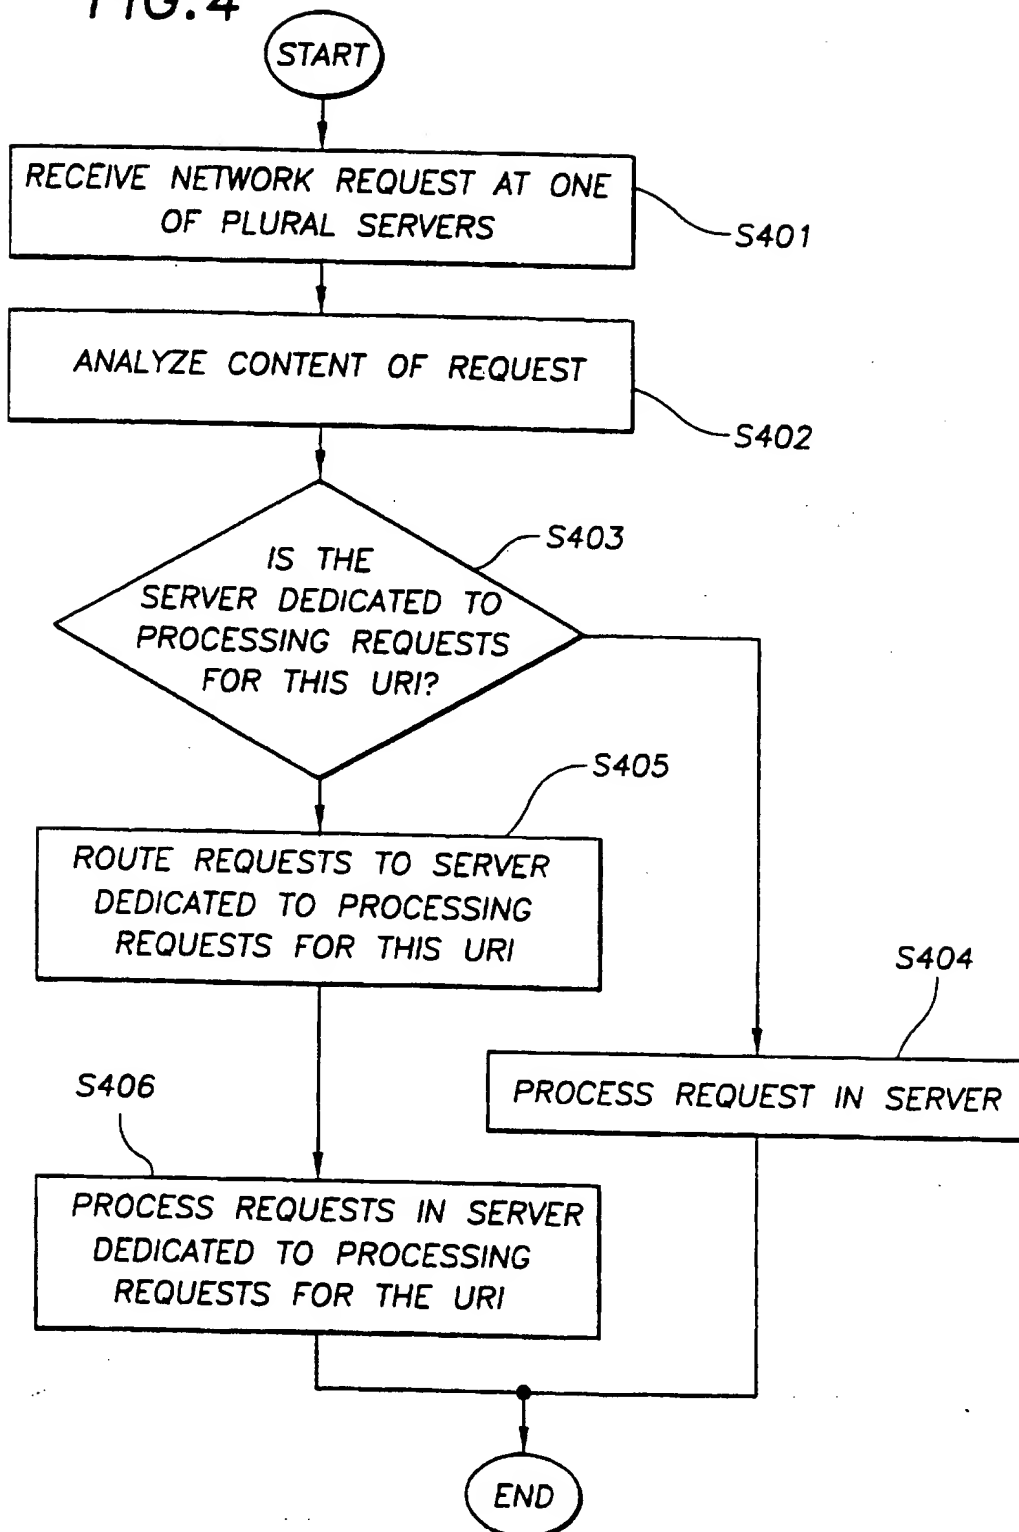 FIG.4
START
RECEIVE NETWORK REQUEST AT ONE
OF PLURAL SERVERS
S401
ANALYZE CONTENT OF REQUEST
S402
S403
IS THE
SERVER DEDICATED TO
PROCESSING REQUESTS
FOR THIS URI?
S405
ROUTE REQUESTS TO SERVER
DEDICATED TO PROCESSING
REQUESTS FOR THIS URI
S404
PROCESS REQUEST IN SERVER
S406
PROCESS REQUESTS IN SERVER
DEDICATED TO PROCESSING
REQUESTS FOR THE URI
END